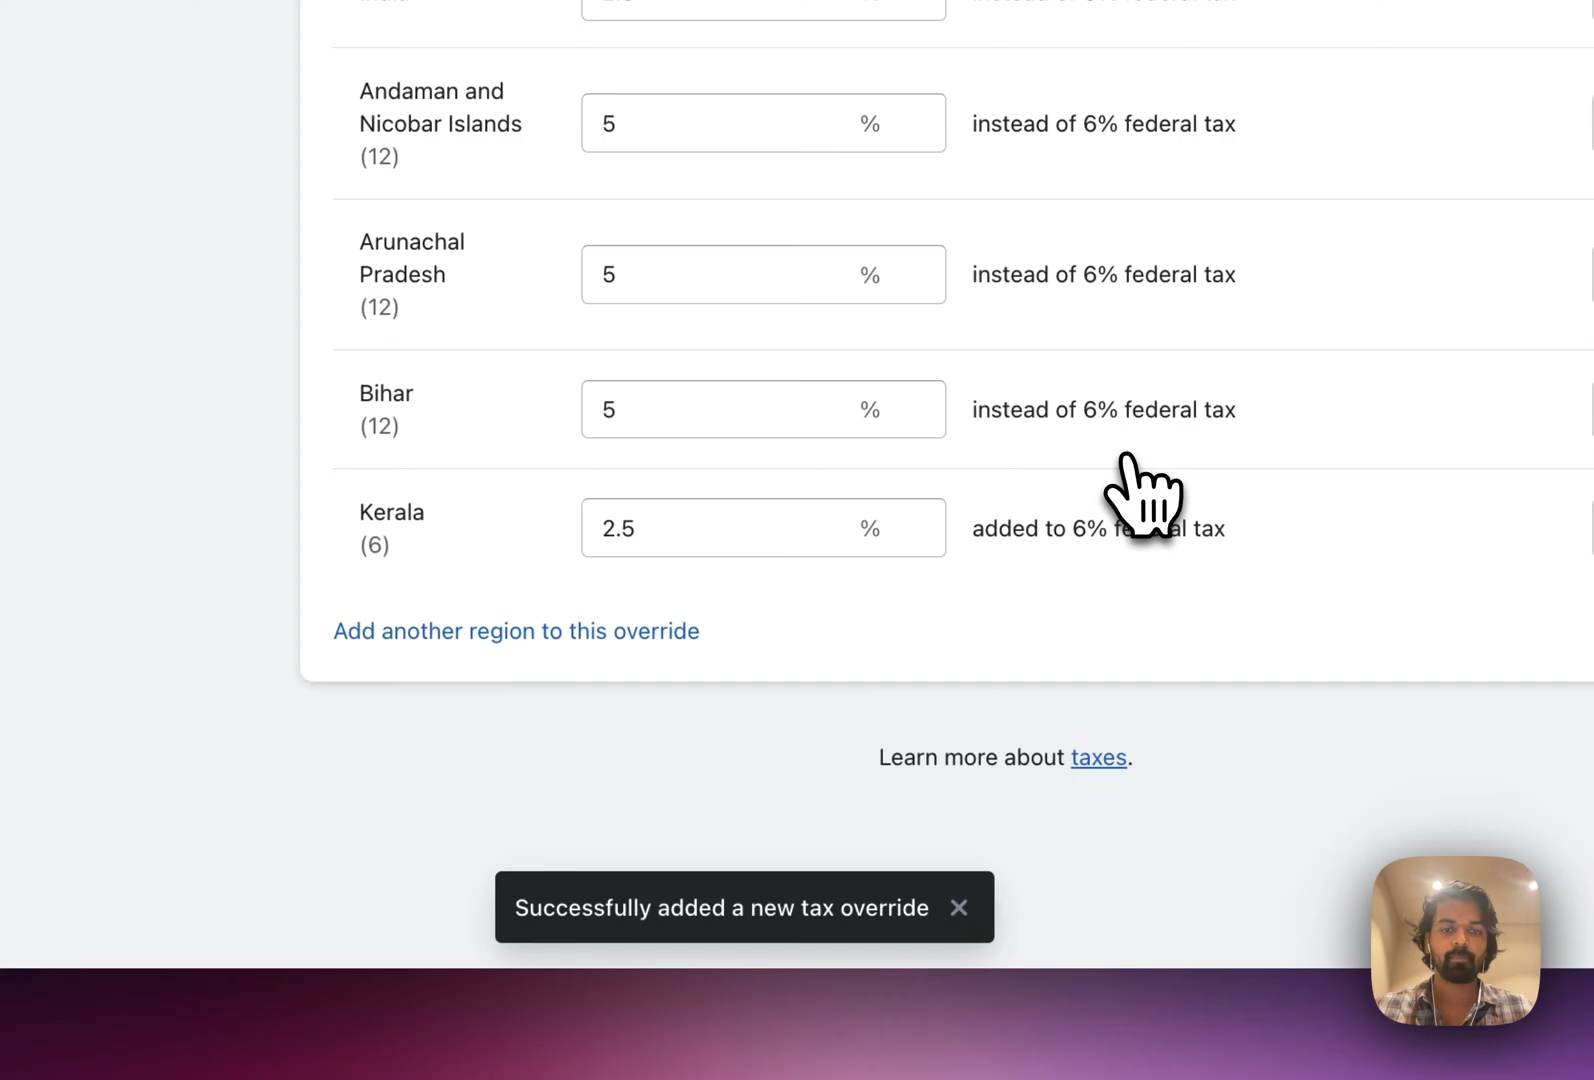 Andaman and
Nicobar Islands
(12)
5 % instead of 6% federal tax
Arunachal
Pradesh
(12)
5 % instead of 6% federal tax
Bihar
(12)
5 % instead of 6% federal tax
Kerala
(6)
2.5 % added to 6% federal tax
Add another region to this override
Learn more about taxes.
Successfully added a new tax override